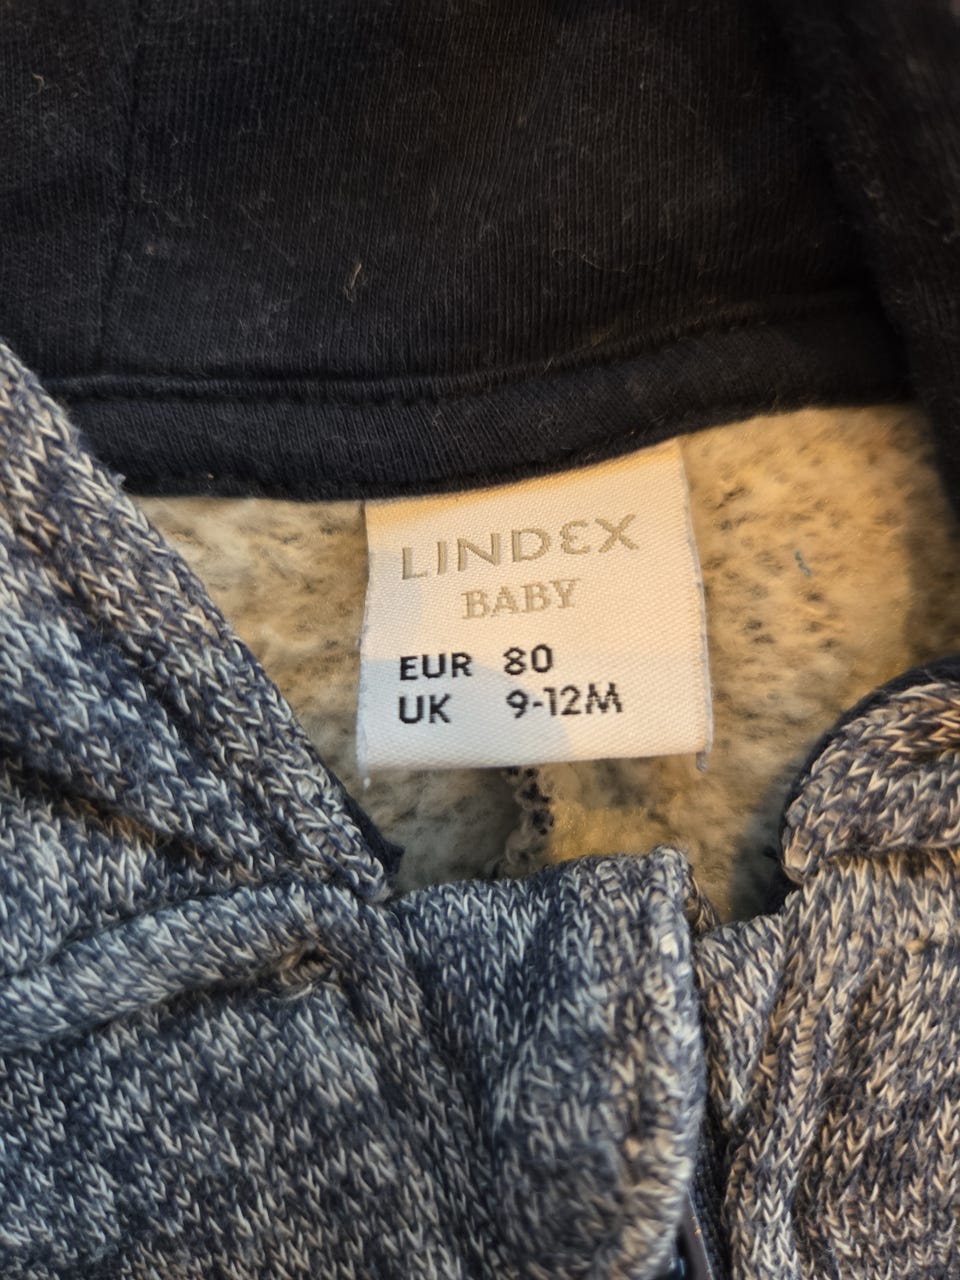 LINDEX
BABY
EUR 80
UK 9-12M